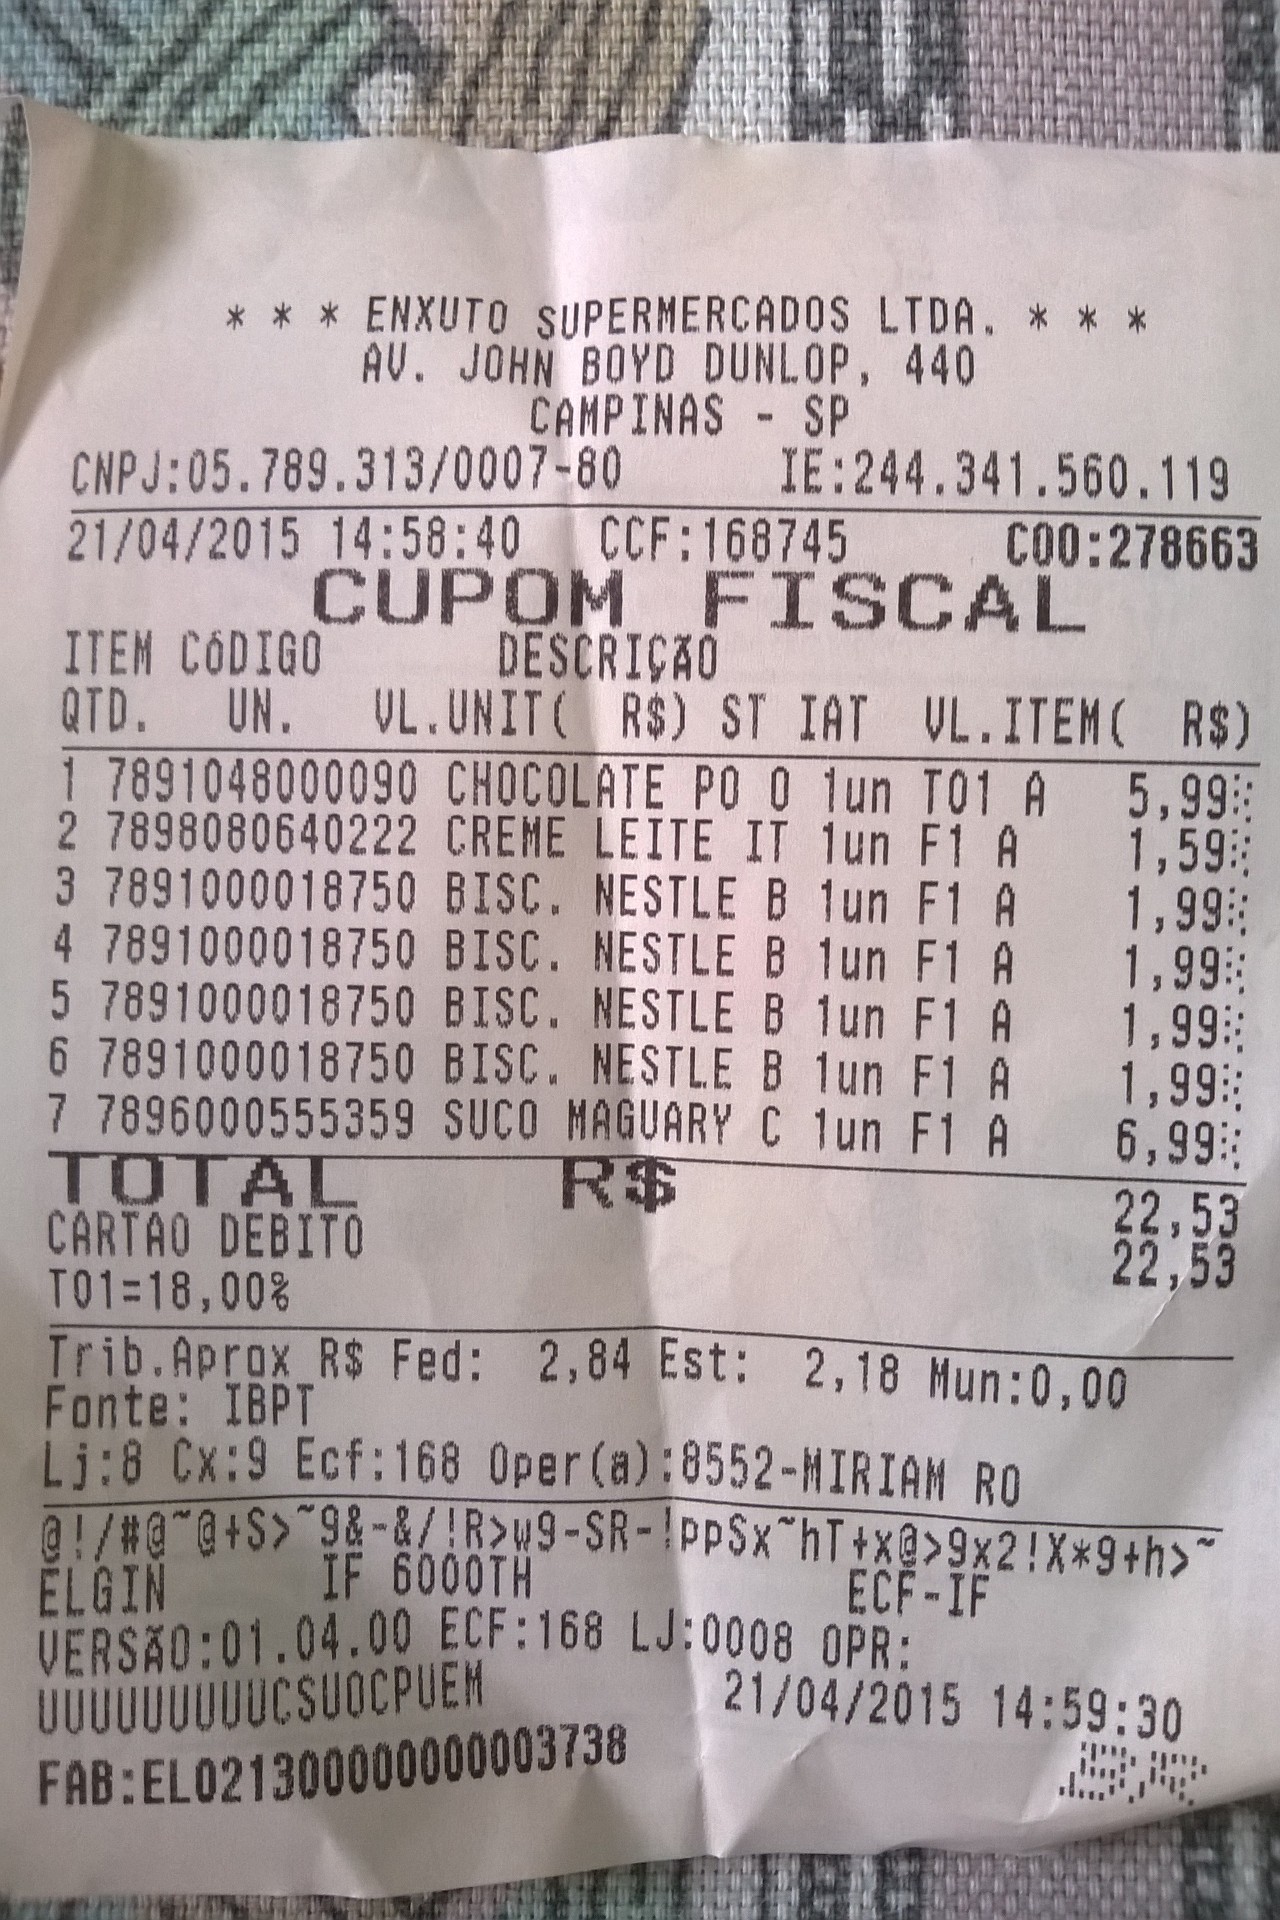 * * * ENXUTO SUPERMERCADOS LTDA. * * *
AV. JOHN BOYD DUNLOP, 440
CAMPINAS - SP
CNPJ:05.789.313/0007-80 IE:244.341.560.119
21/04/2015 14:58:40 CCF:168745 COO:278663
CUPOM FISCAL
ITEM CóDIGO DESCRIÇÃO
QTD. UN. VL.UNIT( R$) ST IAT VL.ITEM( R$)
1 7891048000090 CHOCOLATE PO O 1un T01 A 5,99
2 7898080640222 CREME LEITE IT 1un F1 A 1,59
3 7891000018750 BISC. NESTLE B 1un F1 A 1,99
4 7891000018750 BISC. NESTLE B 1un F1 A 1,99
5 7891000018750 BISC. NESTLE B 1un F1 A 1,99
6 7891000018750 BISC. NESTLE B 1un F1 A 1,99
7 7896000555359 SUCO MAGUARY C 1un F1 A 6,99
TOTAL R$ 22,53
CARTAO DEBITO 22,53
T01=18,00%
Trib.Aprox R$ Fed: 2,84 Est: 2,18 Mun:0,00
Fonte: IBPT
Lj:8 Cx:9 Ecf:168 Oper(a):8552-MIRIAM RO
@!/#@~@+S>~9&-&/!R>w9-SR-!ppSx~hT+x@>9x2!X*9+h>~
ELGIN IF 6000TH ECF-IF
VERSÃO:01.04.00 ECF:168 LJ:0008 OPR:
UUUUUUUUUCSUOCPUEM 21/04/2015 14:59:30
FAB:EL021300000000003738
BR